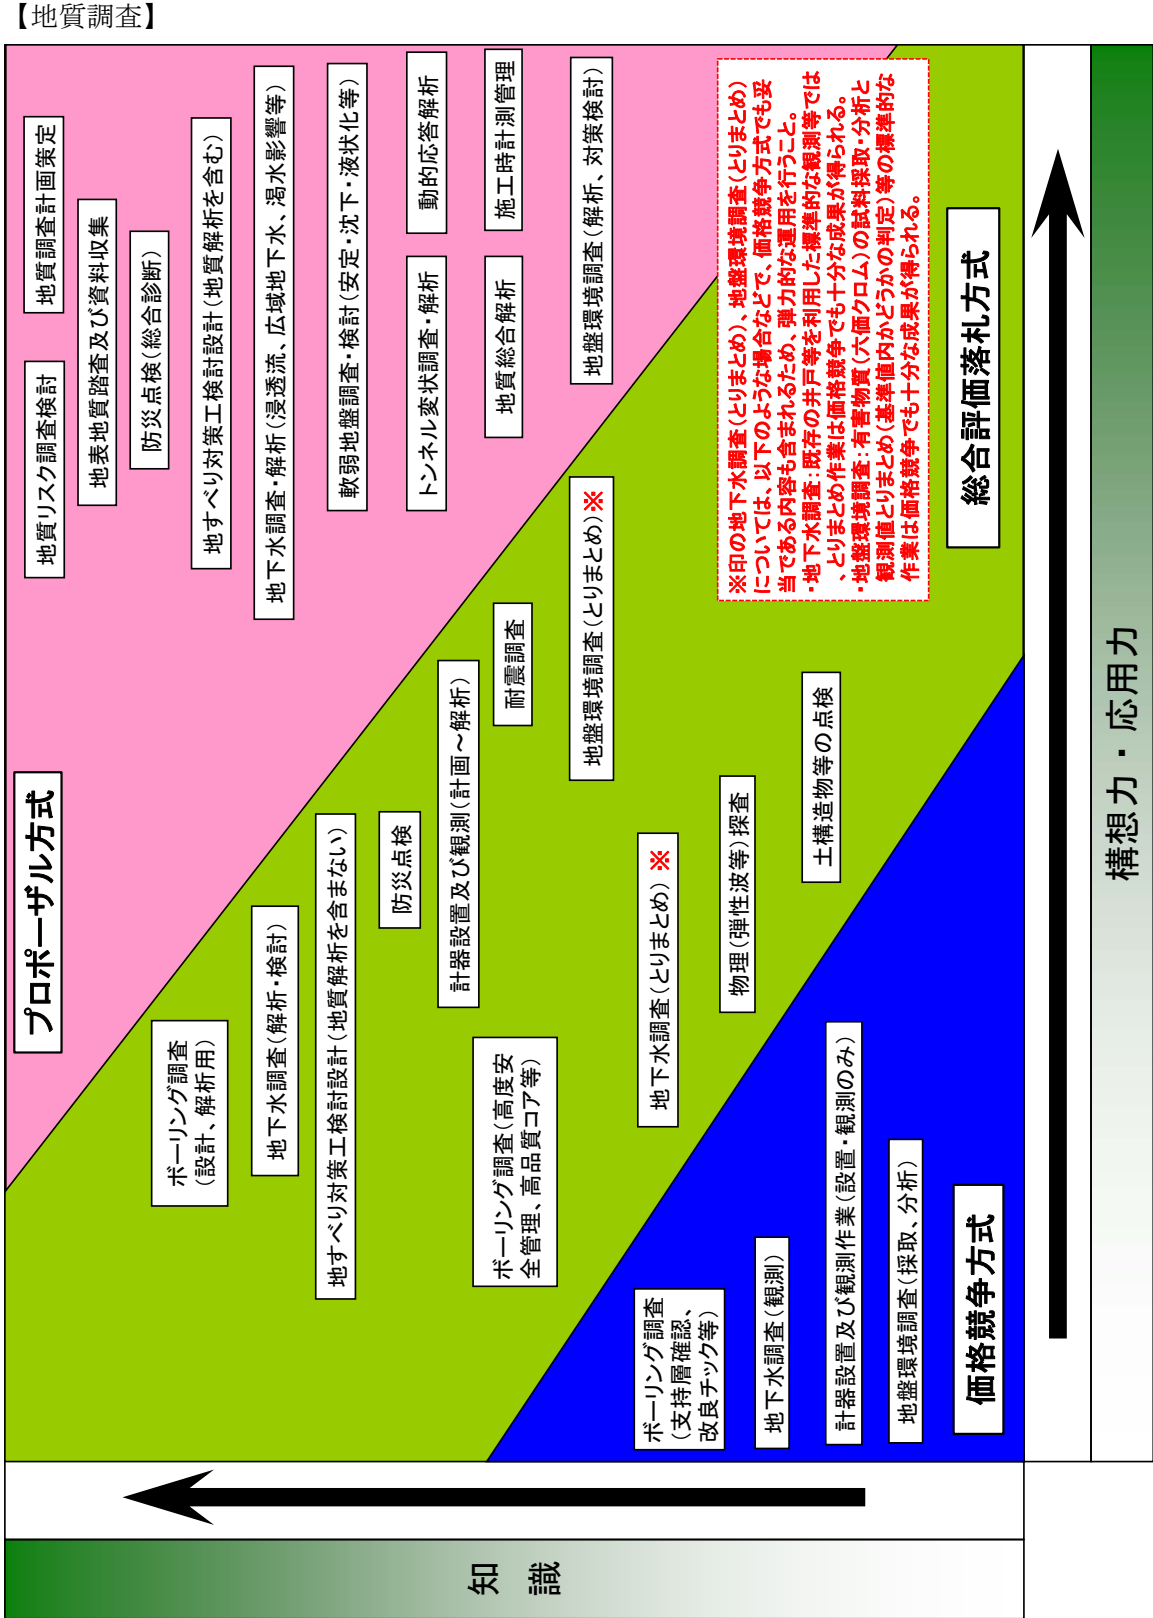 【地質調査】
プロポーザル方式
地質リスク調査検討
地質調査計画策定
地表地質踏査及び資料収集
防災点検(総合診断)
地すべり対策工検討設計(地質解析を含む)
地下水調査・解析(浸透流、広域地下水、渇水影響等)
軟弱地盤調査・検討(安定・沈下・液状化等)
トンネル変状調査・解析
動的応答解析
地質総合解析
施工時計測管理
地盤環境調査(解析、対策検討)
ボーリング調査
(設計、解析用)
地下水調査(解析・検討)
地すべり対策工検討設計(地質解析を含まない)
防災点検
計器設置及び観測(計画~解析)
耐震調査
ボーリング調査(高度安
全管理、高品質コア等)
地盤環境調査(とりまとめ)※
地下水調査(とりまとめ)※
物理(弾性波等)探査
土構造物等の点検
※印の地下水調査(とりまとめ)、地盤環境調査(とりまとめ)
については、以下のような場合などで、価格競争方式でも妥
当である内容も含まれるため、弾力的な運用を行うこと。
・地下水調査:既存の井戸等を利用した標準的な観測等では
、とりまとめ作業は価格競争でも十分な成果が得られる。
・地盤環境調査:有害物質(六価クロム)の試料採取・分析と
観測値とりまとめ(基準値内かどうかの判定)等の標準的な
作業は価格競争でも十分な成果が得られる。
総合評価落札方式
ボーリング調査
(支持層確認、
改良チック等)
地下水調査(観測)
計器設置及び観測作業(設置・観測のみ)
地盤環境調査(採取、分析)
価格競争方式
知 識
構想力・応用力